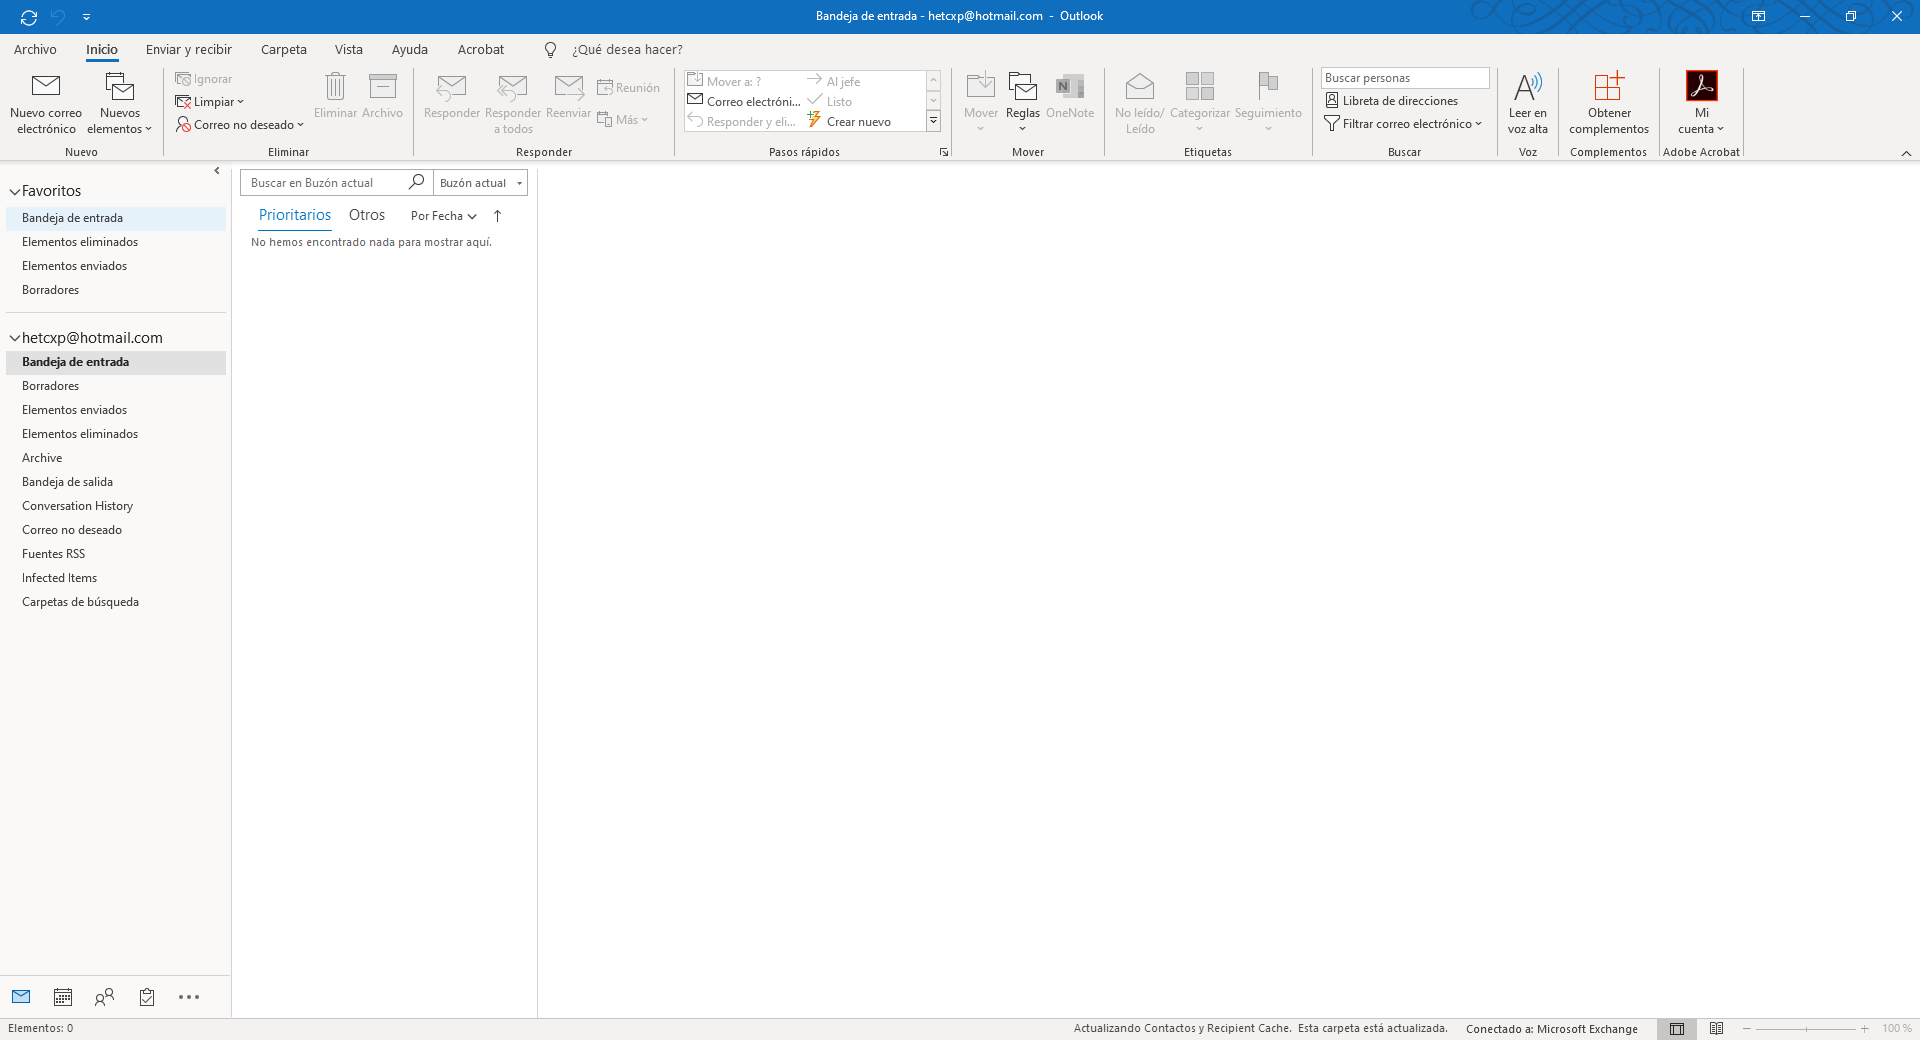 Bandeja de entrada - hetcxp@hotmail.com - Outlook
Archivo
Inicio
Enviar y recibir
Carpeta
Vista
Ayuda
Acrobat
¿Qué desea hacer?
Nuevo correo
electrónico
Nuevos
elementos
Nuevo
Ignorar
Limpiar
Correo no deseado
Eliminar
Archivo
Eliminar
Responder
Responder
a todos
Reenviar
Reunión
Más
Responder
Mover a: ?
Correo electróni...
Responder y eli...
Al jefe
Listo
Crear nuevo
Pasos rápidos
Mover
Reglas
OneNote
Mover
No leído/
Leído
Categorizar
Seguimiento
Etiquetas
Buscar personas
Libreta de direcciones
Filtrar correo electrónico
Buscar
Leer en
voz alta
Voz
Obtener
complementos
Complementos
Mi
cuenta
Adobe Acrobat
Favoritos
Bandeja de entrada
Elementos eliminados
Elementos enviados
Borradores
hetcxp@hotmail.com
Bandeja de entrada
Borradores
Elementos enviados
Elementos eliminados
Archive
Bandeja de salida
Conversation History
Correo no deseado
Fuentes RSS
Infected Items
Carpetas de búsqueda
Buscar en Buzón actual
Buzón actual
Prioritarios
Otros
Por Fecha
No hemos encontrado nada para mostrar aquí.
Elementos: 0
Actualizando Contactos y Recipient Cache.
Esta carpeta está actualizada.
Conectado a: Microsoft Exchange
100 %